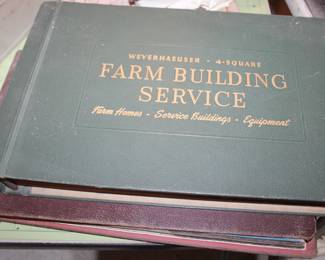 WEYERHAEUSER · 4-SQUARE
FARM BUILDING
SERVICE
Farm Homes - Service Buildings - Equipment